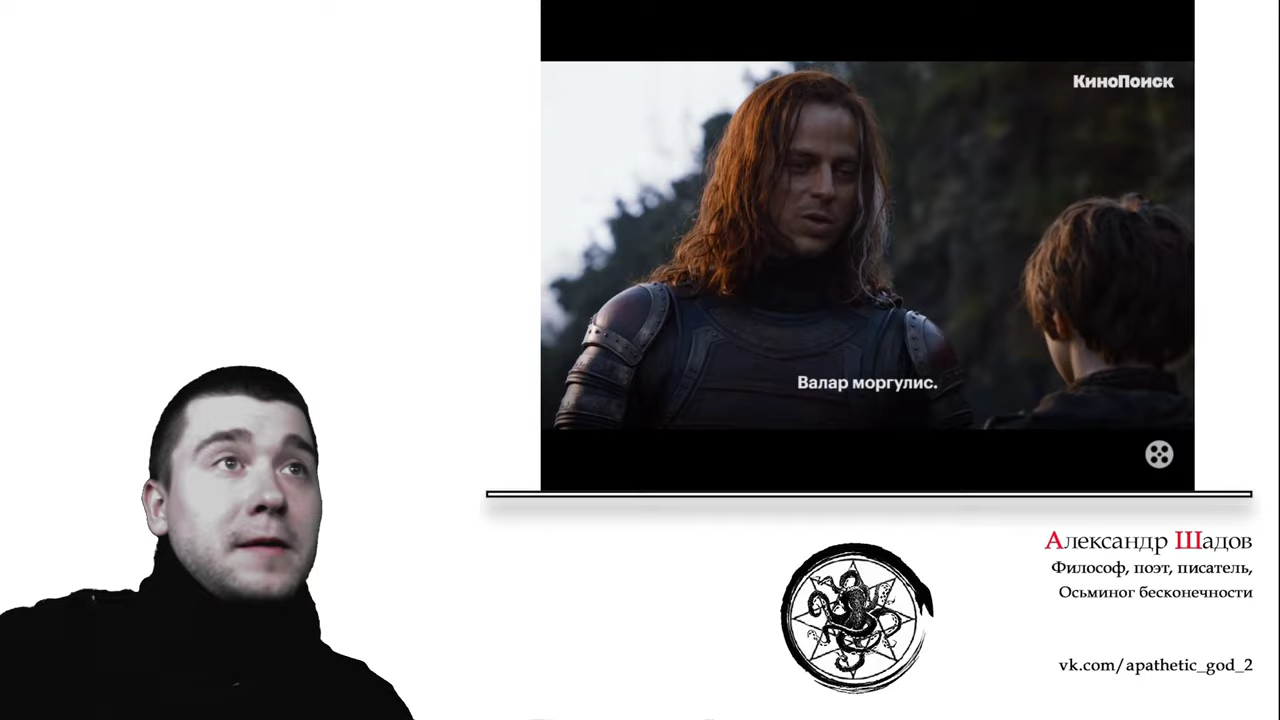 КиноПоиск
Валар моргулис.
Александр Шадов
Философ, поэт, писатель,
Осьминог бесконечности
vk.com/apathetic_god_2